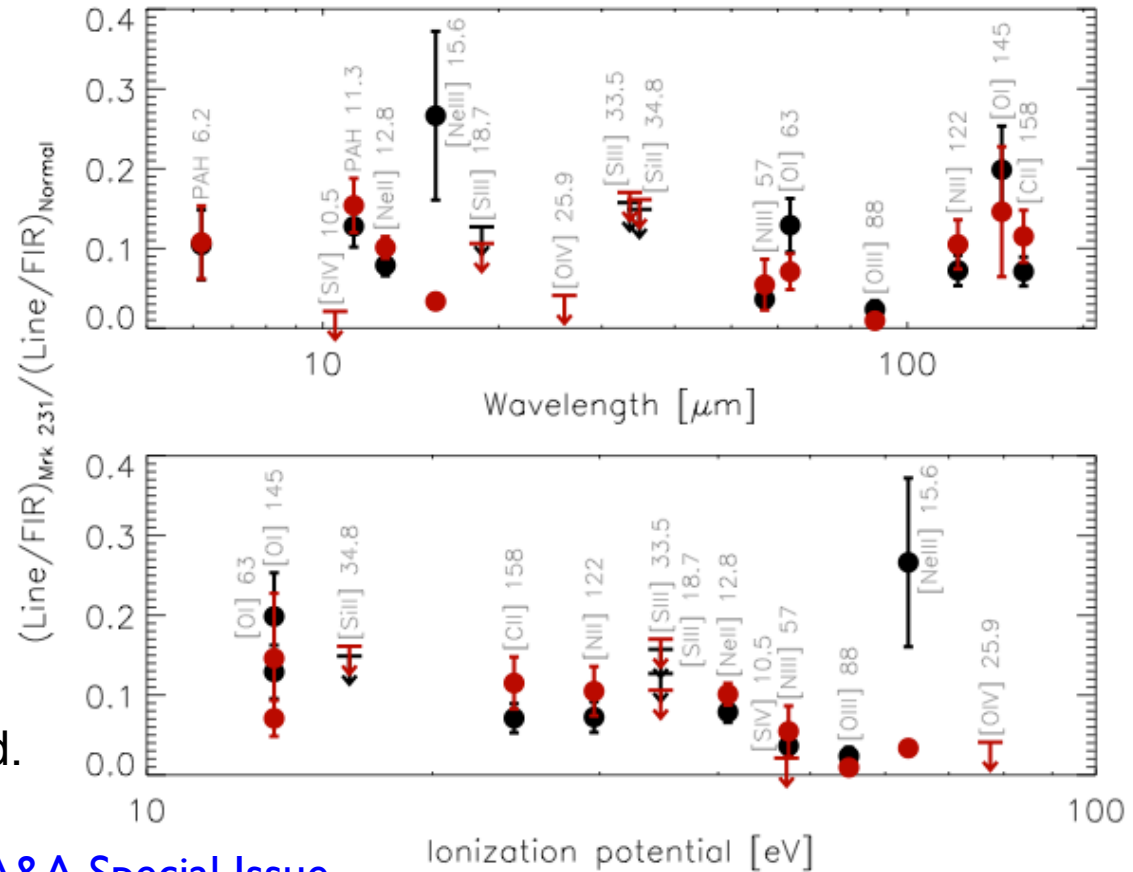 (Line/FIR)Mrk 231/(Line/FIR)Normal
0.4
0.3
0.2
0.1
0.0
PAH 6.2
[SIV] 10.5
PAH 11.3
[NeII] 12.8
[NeIII] 15.6
[SIII] 18.7
[OIV] 25.9
[SIII] 33.5
[SiII] 34.8
[NIII] 57
[OI] 63
[OIII] 88
[NII] 122
[OI] 145
[CII] 158
10
100
Wavelength [μm]
0.4
0.3
0.2
0.1
0.0
[OI] 63
[OI] 145
[SiII] 34.8
[CII] 158
[NII] 122
[SIII] 33.5
[SIII] 18.7
[NeII] 12.8
[SIV] 10.5
[NIII] 57
[OIII] 88
[NeIII] 15.6
[OIV] 25.9
d.
10
100
Ionization potential [eV]
A&A Special Issue